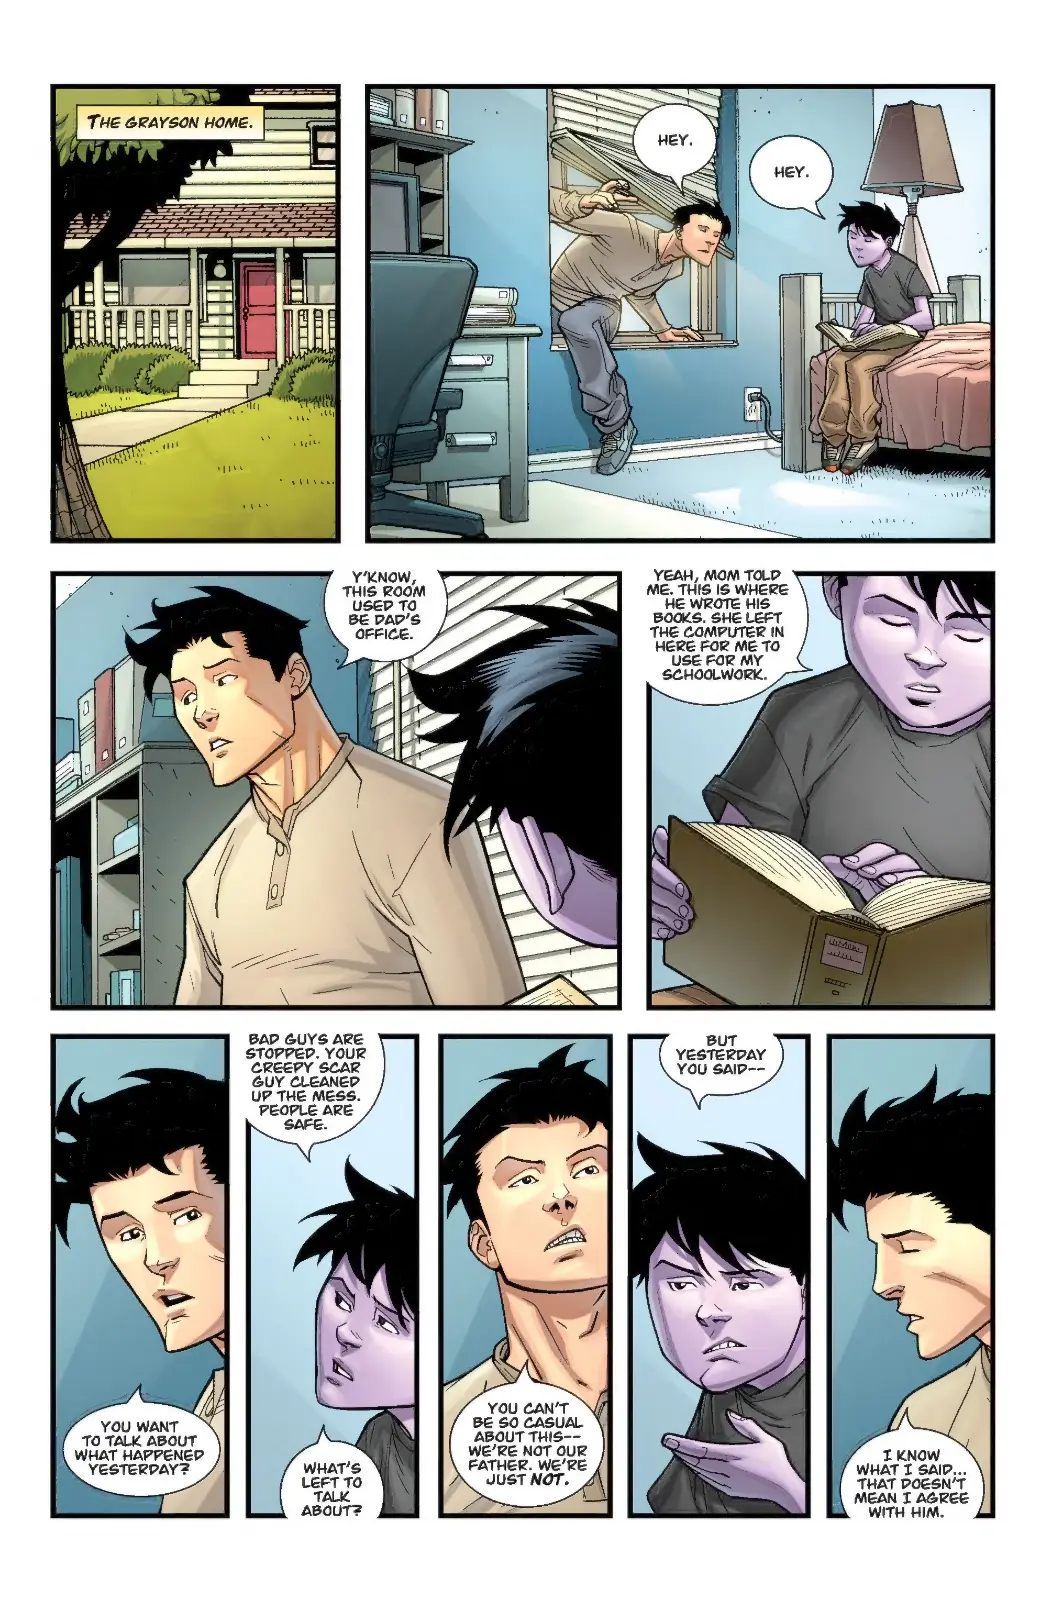 THE GRAYSON HOME.
HEY.
HEY.
Y'KNOW,
THIS ROOM
USED TO
BE DAD'S
OFFICE.
YEAH, MOM TOLD
ME. THIS IS WHERE
HE WROTE HIS
BOOKS. SHE LEFT
THE COMPUTER IN
HERE FOR ME TO
USE FOR MY
SCHOOLWORK.
YOU WANT
TO TALK ABOUT
WHAT HAPPENED
YESTERDAY?
BAD GUYS ARE
STOPPED. YOUR
CREEPY SCAR
GUY CLEANED
UP THE MESS.
PEOPLE ARE
SAFE.
WHAT'S
LEFT TO
TALK
ABOUT?
YOU CAN'T
BE SO CASUAL
ABOUT THIS--
WE'RE NOT OUR
FATHER. WE'RE
JUST NOT.
BUT
YESTERDAY
YOU SAID--
I KNOW
WHAT I SAID...
THAT DOESN'T
MEAN I AGREE
WITH HIM.